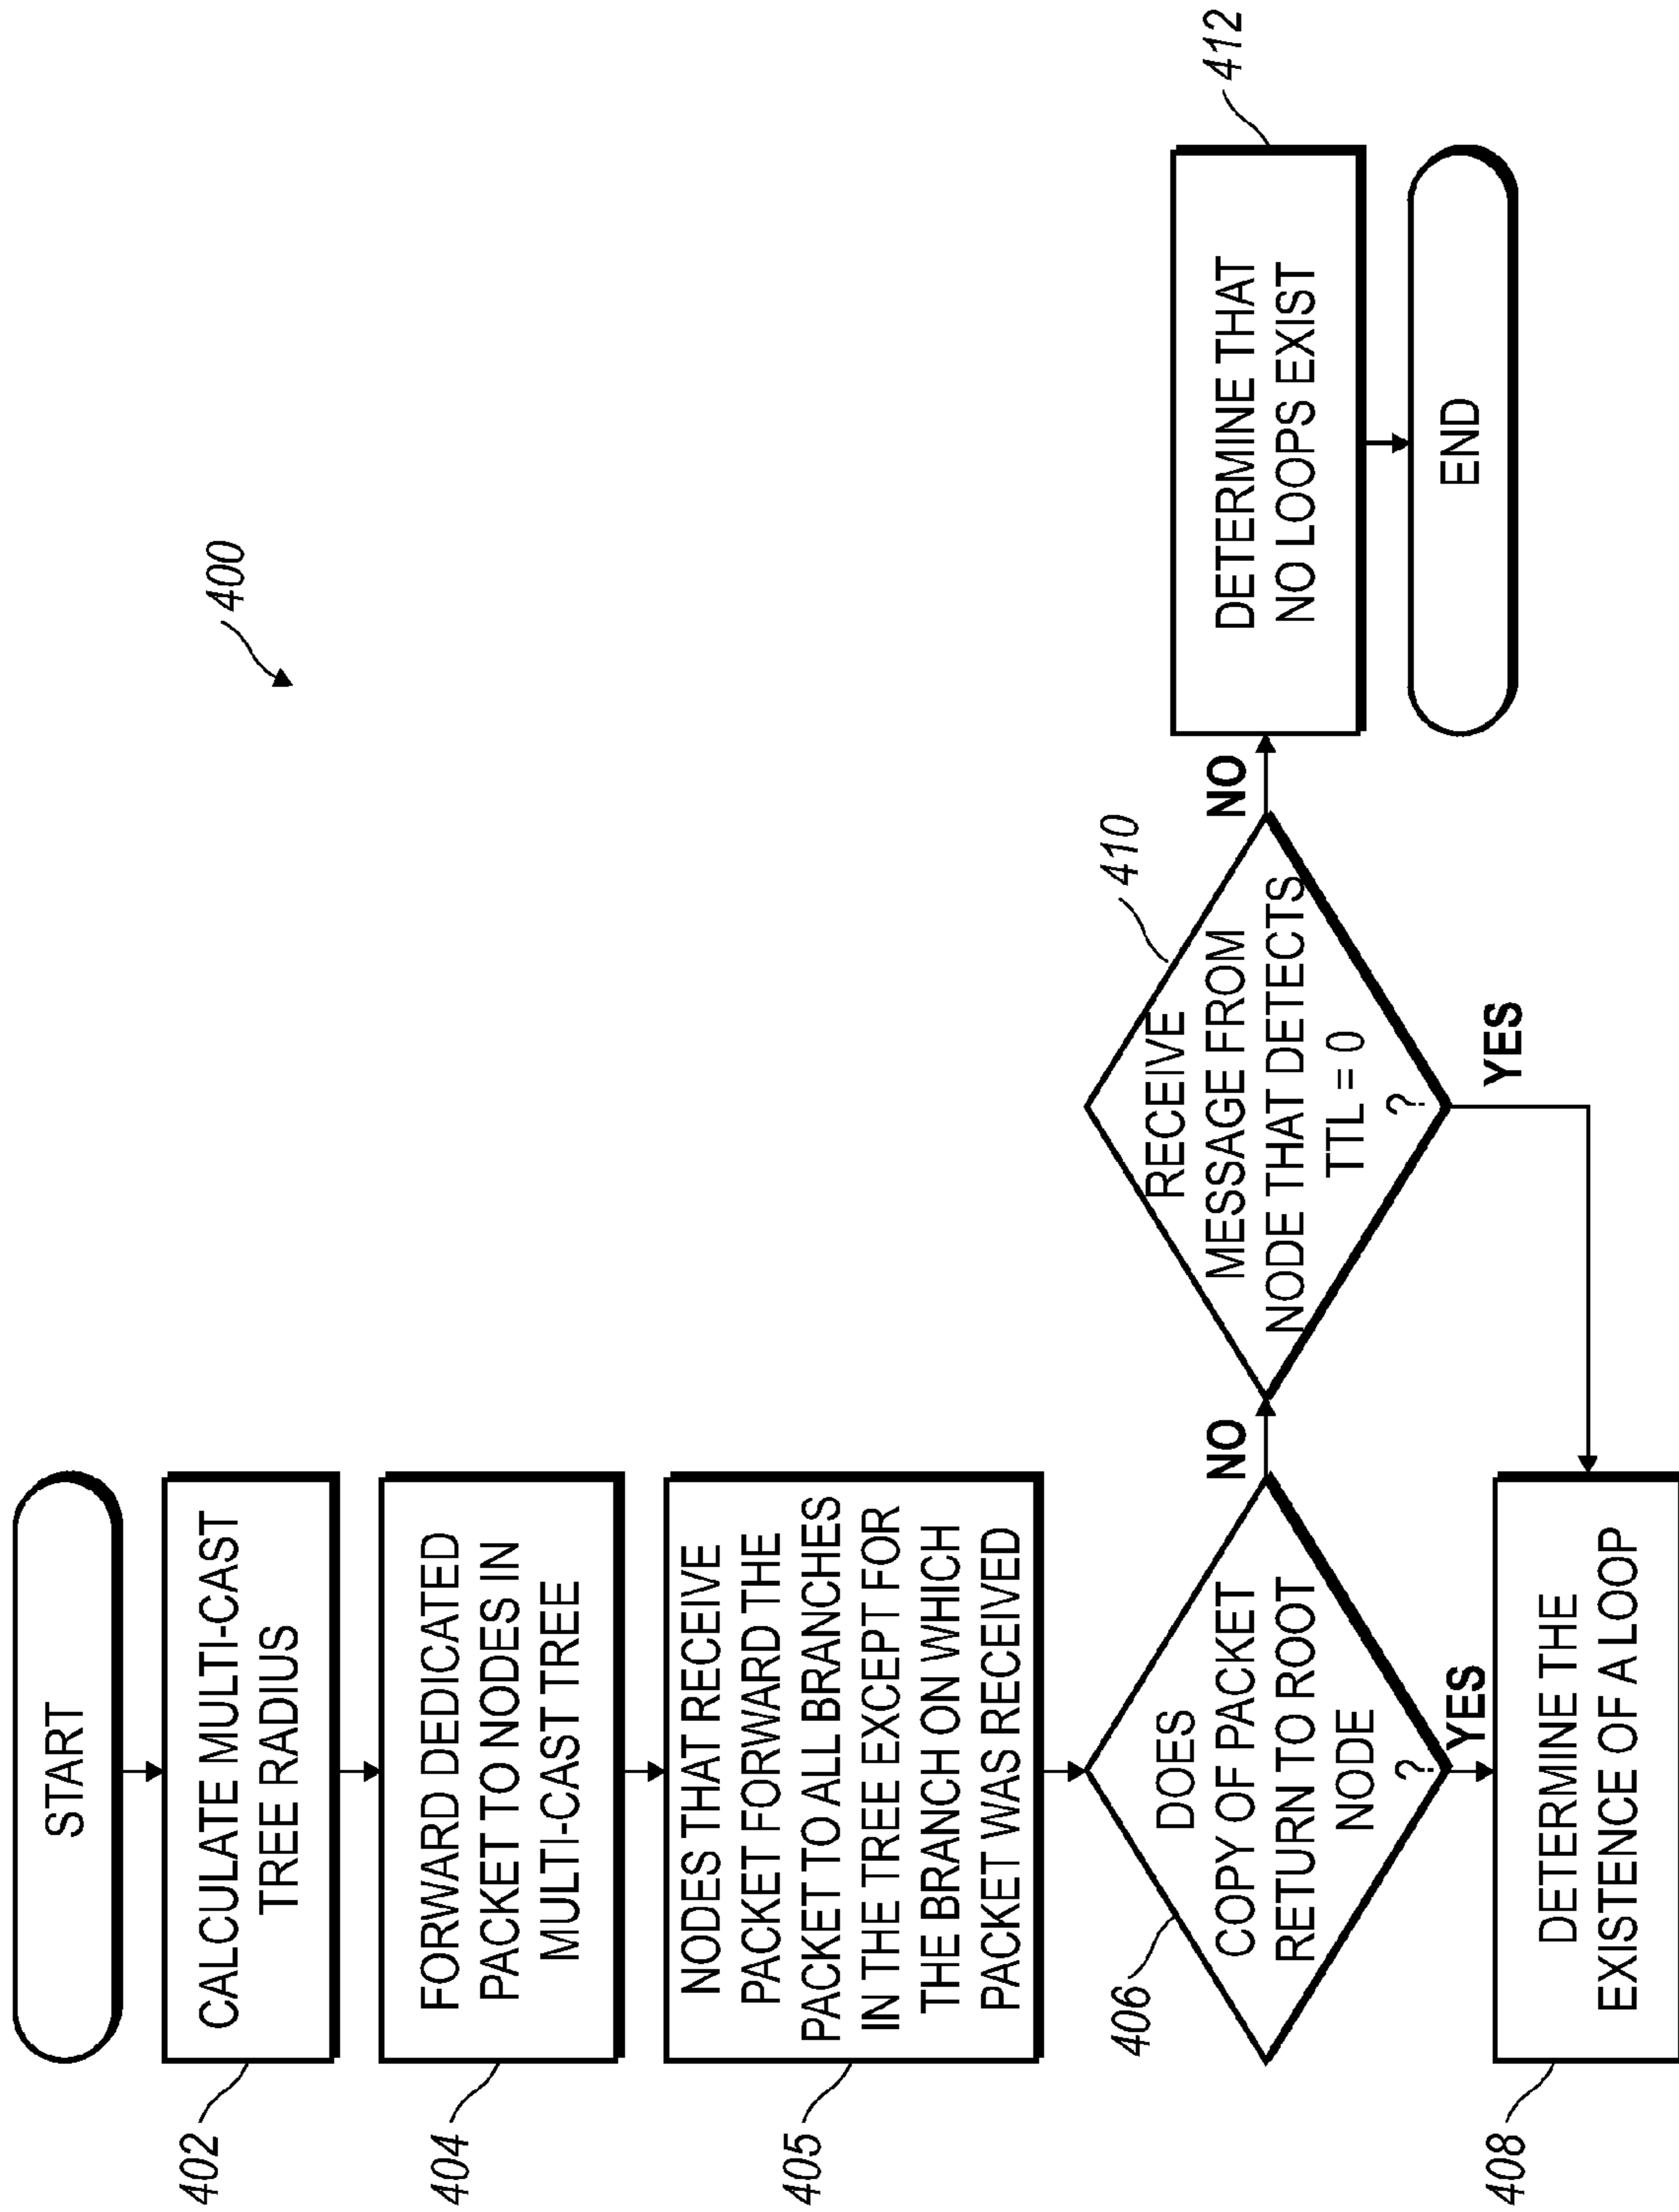 400
START
402
CALCULATE MULTI-CAST
TREE RADIUS
404
FORWARD DEDICATED
PACKET TO NODES IN
MULTI-CAST TREE
405
NODES THAT RECEIVE
PACKET FORWARD THE
PACKET TO ALL BRANCHES
IN THE TREE EXCEPT FOR
THE BRANCH ON WHICH
PACKET WAS RECEIVED
406
DOES
COPY OF PACKET
RETURN TO ROOT
NODE
?
NO
YES
410
RECEIVE
MESSAGE FROM
NODE THAT DETECTS
TTL = 0
?
NO
YES
412
DETERMINE THAT
NO LOOPS EXIST
END
408
DETERMINE THE
EXISTENCE OF A LOOP